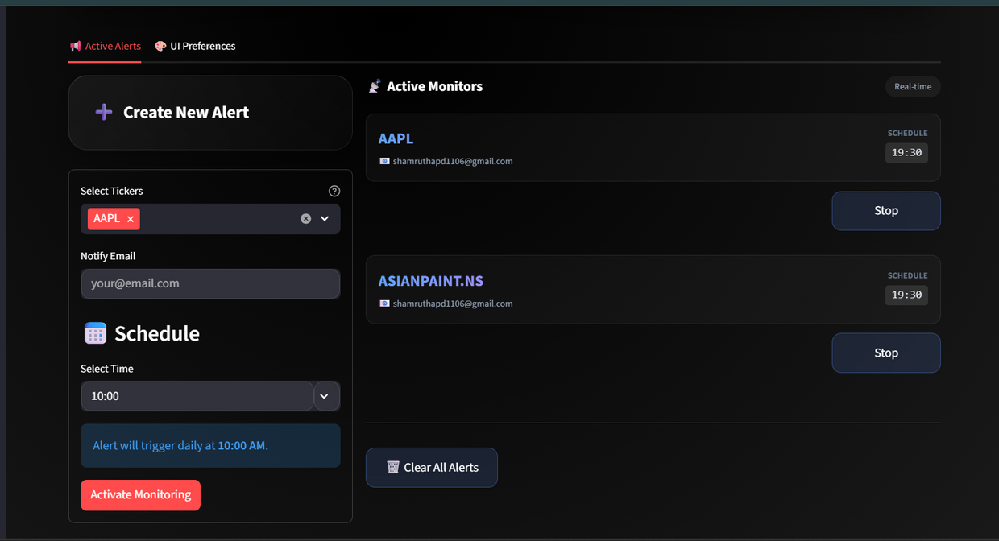 Active Alerts
UI Preferences
Create New Alert
Select Tickers
AAPL
Notify Email
your@email.com
Schedule
Select Time
10:00
Alert will trigger daily at 10:00 AM.
Activate Monitoring
Active Monitors
Real-time
AAPL
SCHEDULE
shamruthapd1106@gmail.com
19:30
Stop
ASIANPAINT.NS
SCHEDULE
shamruthapd1106@gmail.com
19:30
Stop
Clear All Alerts